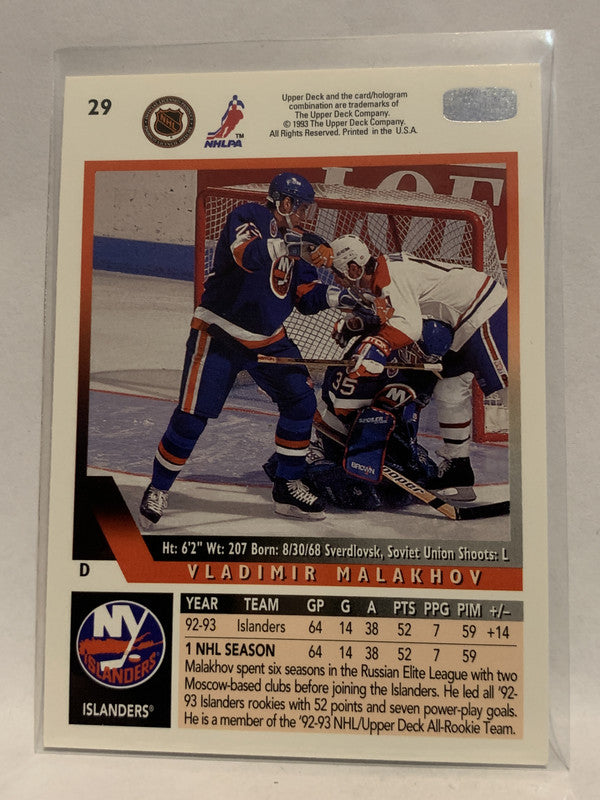 29
NHL
NHLPA
TM
Upper Deck and the card/hologram
combination are trademarks of
The Upper Deck Company.
© 1993 The Upper Deck Company.
All Rights Reserved. Printed in the U.S.A.
NY
35
NY
BROWN
Ht: 6'2" Wt: 207 Born: 8/30/68 Sverdlovsk, Soviet Union Shoots: L
D VLADIMIR MALAKHOV
YEAR TEAM GP G A PTS PPG PIM +/–
92-93 Islanders 64 14 38 52 7 59 +14
1 NHL SEASON 64 14 38 52 7 59
Malakhov spent six seasons in the Russian Elite League with two
Moscow-based clubs before joining the Islanders. He led all '92-
93 Islanders rookies with 52 points and seven power-play goals.
He is a member of the '92-93 NHL/Upper Deck All-Rookie Team.
NY
ISLANDERS
ISLANDERS®